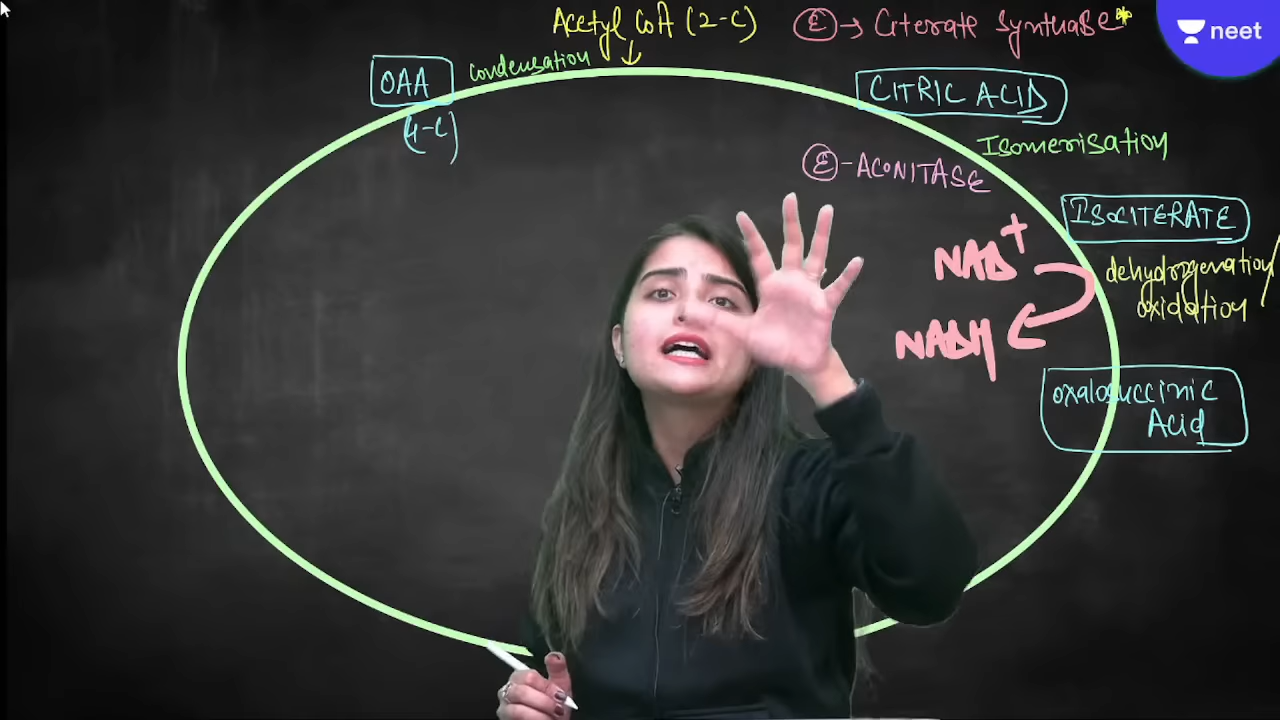 Acetyl CoA (2-C)
Ⓔ→ Citerate Synthase*
neet
OAA
condensation
(4-C)
CITRIC ACID
Isomerisation
Ⓔ-ACONITASE
ISOCITERATE
NAD+
dehydrogenation/
oxidation
NADH
oxalosuccinic
Acid